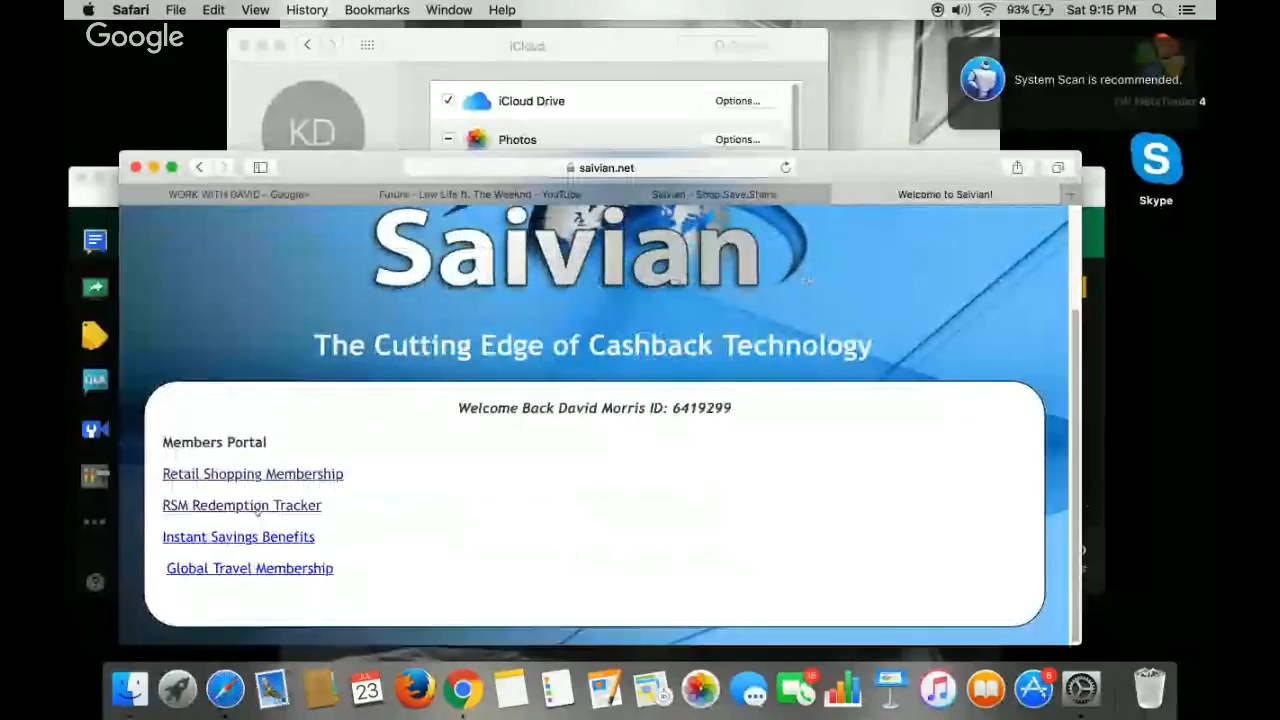 Safari File Edit View History Bookmarks Window Help 93% Sat 9:15 PM
Google
iCloud
System Scan is recommended.
4
KD
iCloud Drive Options...
Photos Options...
saivian.net
WORK WITH DAVID - Google+ Future - Low Life ft. The Weeknd - YouTube Saivian - Shop.Save.Share Welcome to Saivian!
Skype
Saivian
The Cutting Edge of Cashback Technology
Welcome Back David Morris ID: 6419299
Members Portal
Retail Shopping Membership
RSM Redemption Tracker
Instant Savings Benefits
Global Travel Membership
Q&A
JUL
23